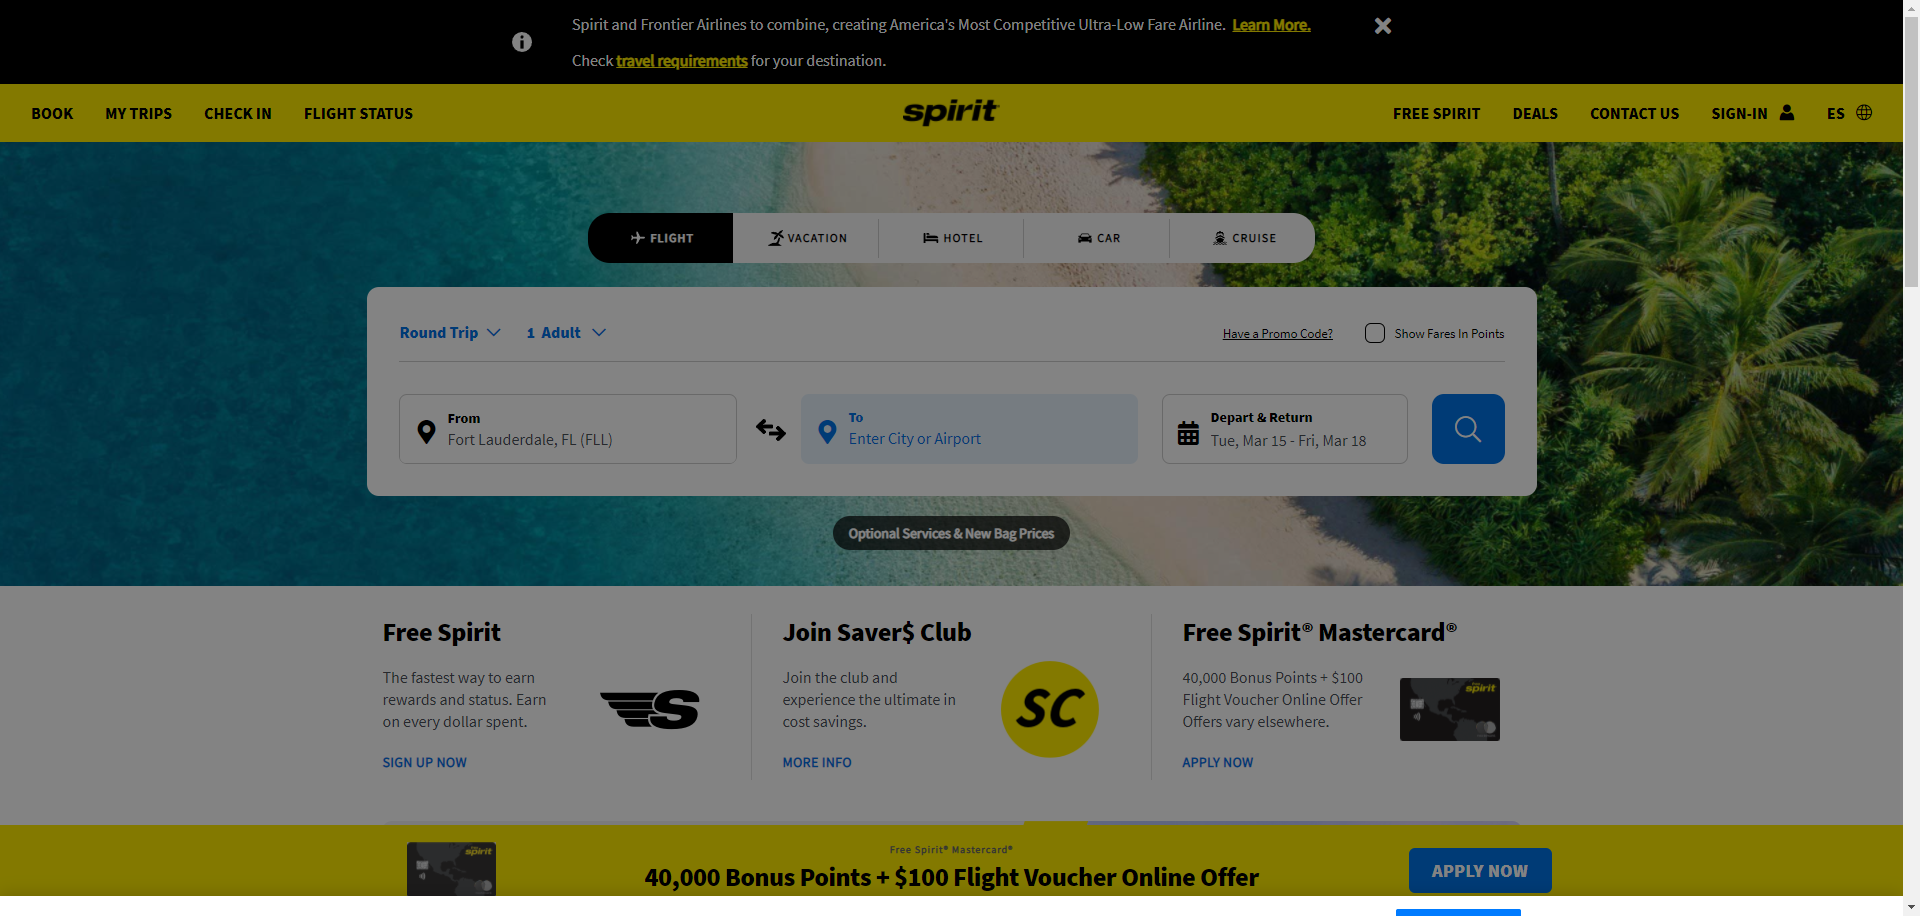 Spirit and Frontier Airlines to combine, creating America's Most Competitive Ultra-Low Fare Airline. Learn More.
Check travel requirements for your destination.
BOOK MY TRIPS CHECK IN FLIGHT STATUS spirit FREE SPIRIT DEALS CONTACT US SIGN-IN ES
FLIGHT VACATION HOTEL CAR CRUISE
Round Trip 1 Adult Have a Promo Code? Show Fares In Points
From
Fort Lauderdale, FL (FLL)
To
Enter City or Airport
Depart & Return
Tue, Mar 15 - Fri, Mar 18
Optional Services & New Bag Prices
Free Spirit
The fastest way to earn
rewards and status. Earn
on every dollar spent.
SIGN UP NOW
Join Saver$ Club
Join the club and
experience the ultimate in
cost savings.
MORE INFO
SC
Free Spirit® Mastercard®
40,000 Bonus Points + $100
Flight Voucher Online Offer
Offers vary elsewhere.
APPLY NOW
spirit
spirit
Free Spirit® Mastercard®
40,000 Bonus Points + $100 Flight Voucher Online Offer
APPLY NOW